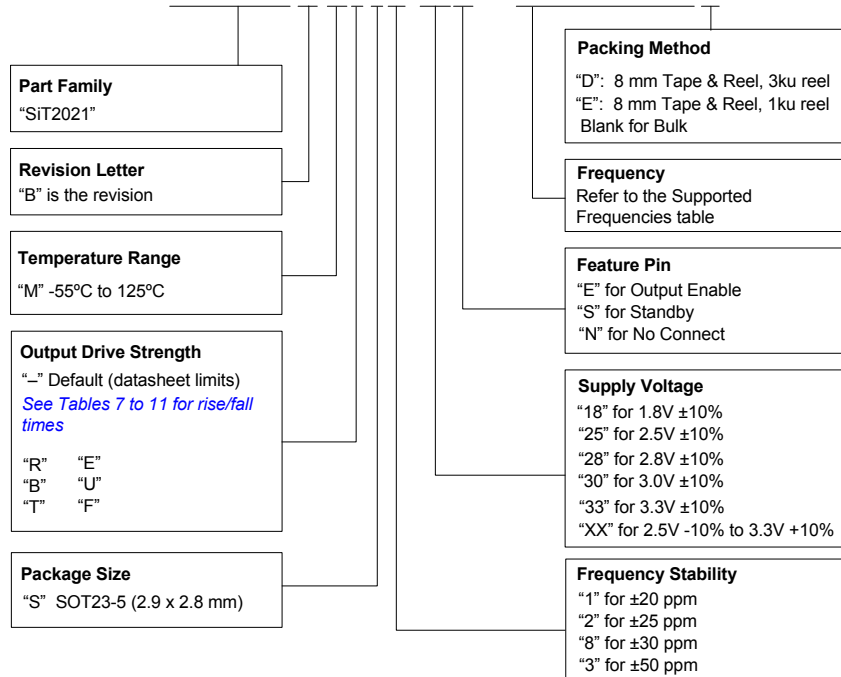 Part Family
“SiT2021”
Revision Letter
“B” is the revision
Temperature Range
“M” -55ºC to 125ºC
Output Drive Strength
“–” Default (datasheet limits)
See Tables 7 to 11 for rise/fall
times
“R” “E”
“B” “U”
“T” “F”
Package Size
“S” SOT23-5 (2.9 x 2.8 mm)
Packing Method
“D”: 8 mm Tape & Reel, 3ku reel
“E”: 8 mm Tape & Reel, 1ku reel
Blank for Bulk
Frequency
Refer to the Supported
Frequencies table
Feature Pin
“E” for Output Enable
“S” for Standby
“N” for No Connect
Supply Voltage
“18” for 1.8V ±10%
“25” for 2.5V ±10%
“28” for 2.8V ±10%
“30” for 3.0V ±10%
“33” for 3.3V ±10%
“XX” for 2.5V -10% to 3.3V +10%
Frequency Stability
“1” for ±20 ppm
“2” for ±25 ppm
“8” for ±30 ppm
“3” for ±50 ppm